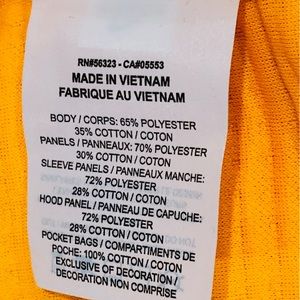 RN#56323 - CA#05553
MADE IN VIETNAM
FABRIQUE AU VIETNAM
BODY / CORPS: 65% POLYESTER
35% COTTON / COTON
PANELS / PANNEAUX: 70% POLYESTER
30% COTTON / COTON
SLEEVE PANELS / PANNEAUX MANCHE:
72% POLYESTER
28% COTTON / COTON
HOOD PANEL / PANNEAU DE CAPUCHE:
72% POLYESTER
28% COTTON / COTON
POCKET BAGS / COMPARTIMENTS DE
POCHE: 100% COTTON / COTON
EXCLUSIVE OF DECORATION /
DECORATION NON COMPRISE